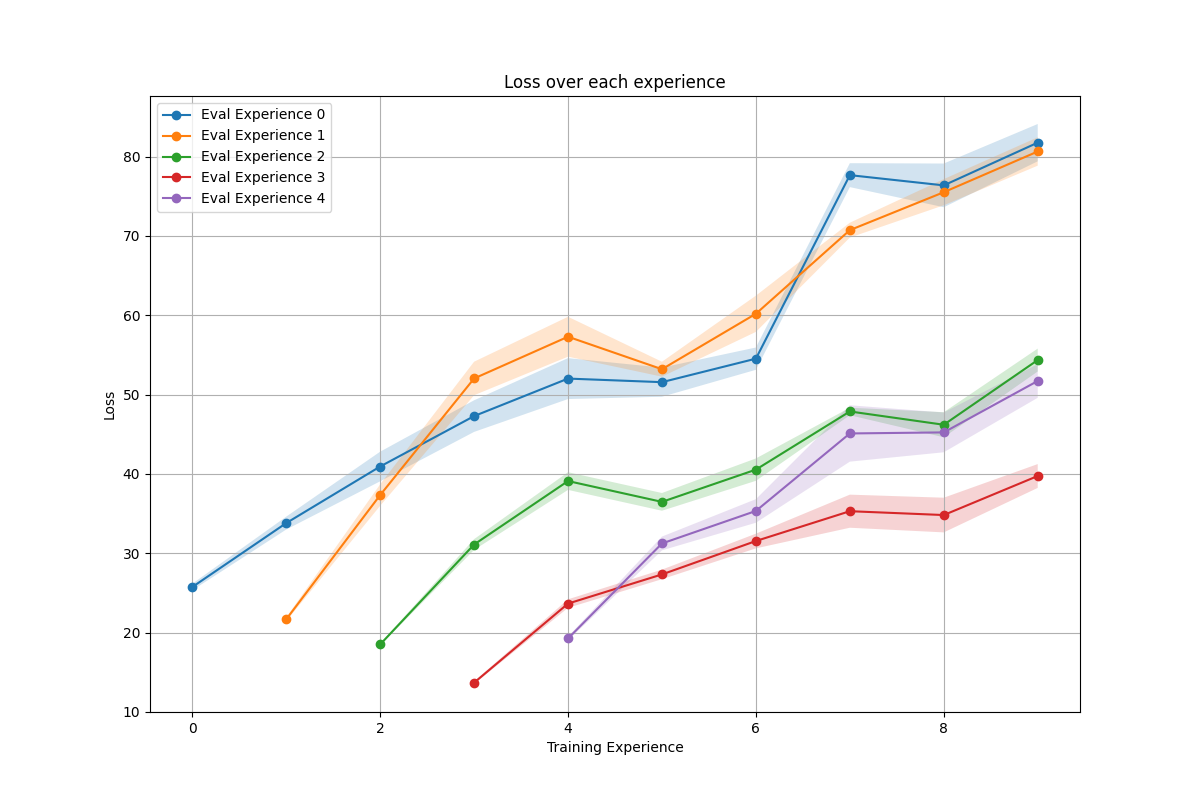 Loss over each experience
Eval Experience 0
Eval Experience 1
Eval Experience 2
Eval Experience 3
Eval Experience 4
80
70
60
50
40
30
20
10
Loss
0 2 4 6 8
Training Experience